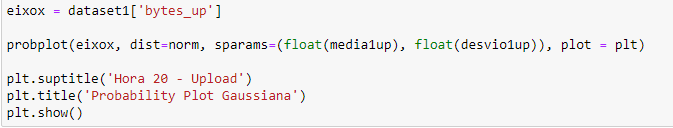 eixox = dataset1['bytes_up']
probplot(eixox, dist=norm, sparams=(float(media1up), float(desvio1up)), plot = plt)
plt.suptitle('Hora 20 - Upload')
plt.title('Probability Plot Gaussiana')
plt.show()